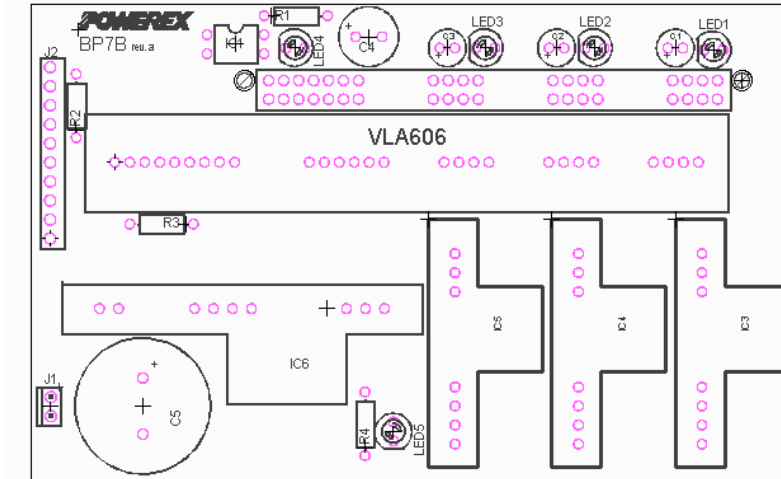 POWEREX
BP7B rev. a
R1
C4
C3
LED3
C2
LED2
C1
LED1
LED4
J2
R2
VLA606
R3
IC5
IC4
IC3
IC6
J1
C5
R4
LED5